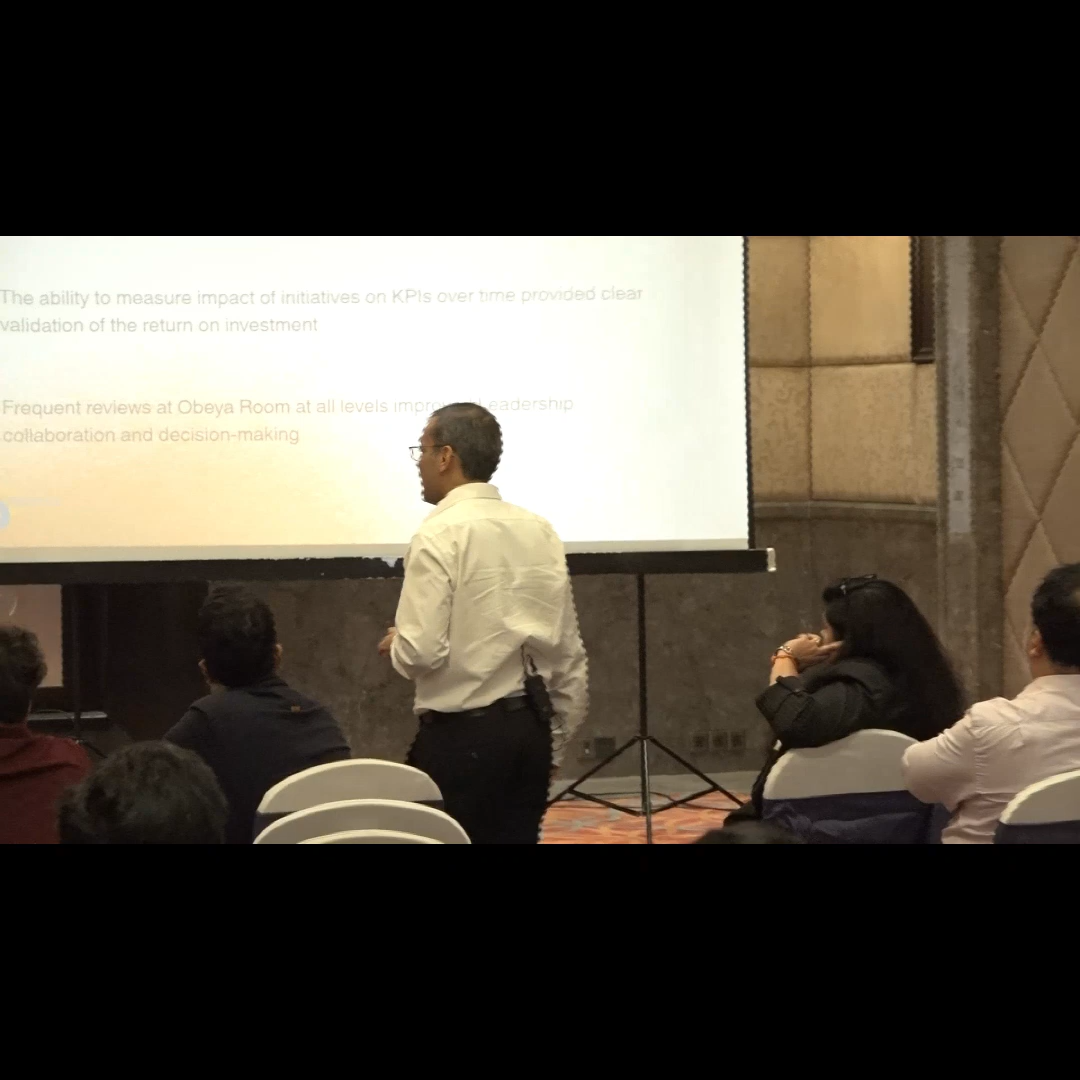 The ability to measure impact of initiatives on KPIs over time provided clear
validation of the return on investment
Frequent reviews at Obeya Room at all levels leadership
collaboration and decision-making